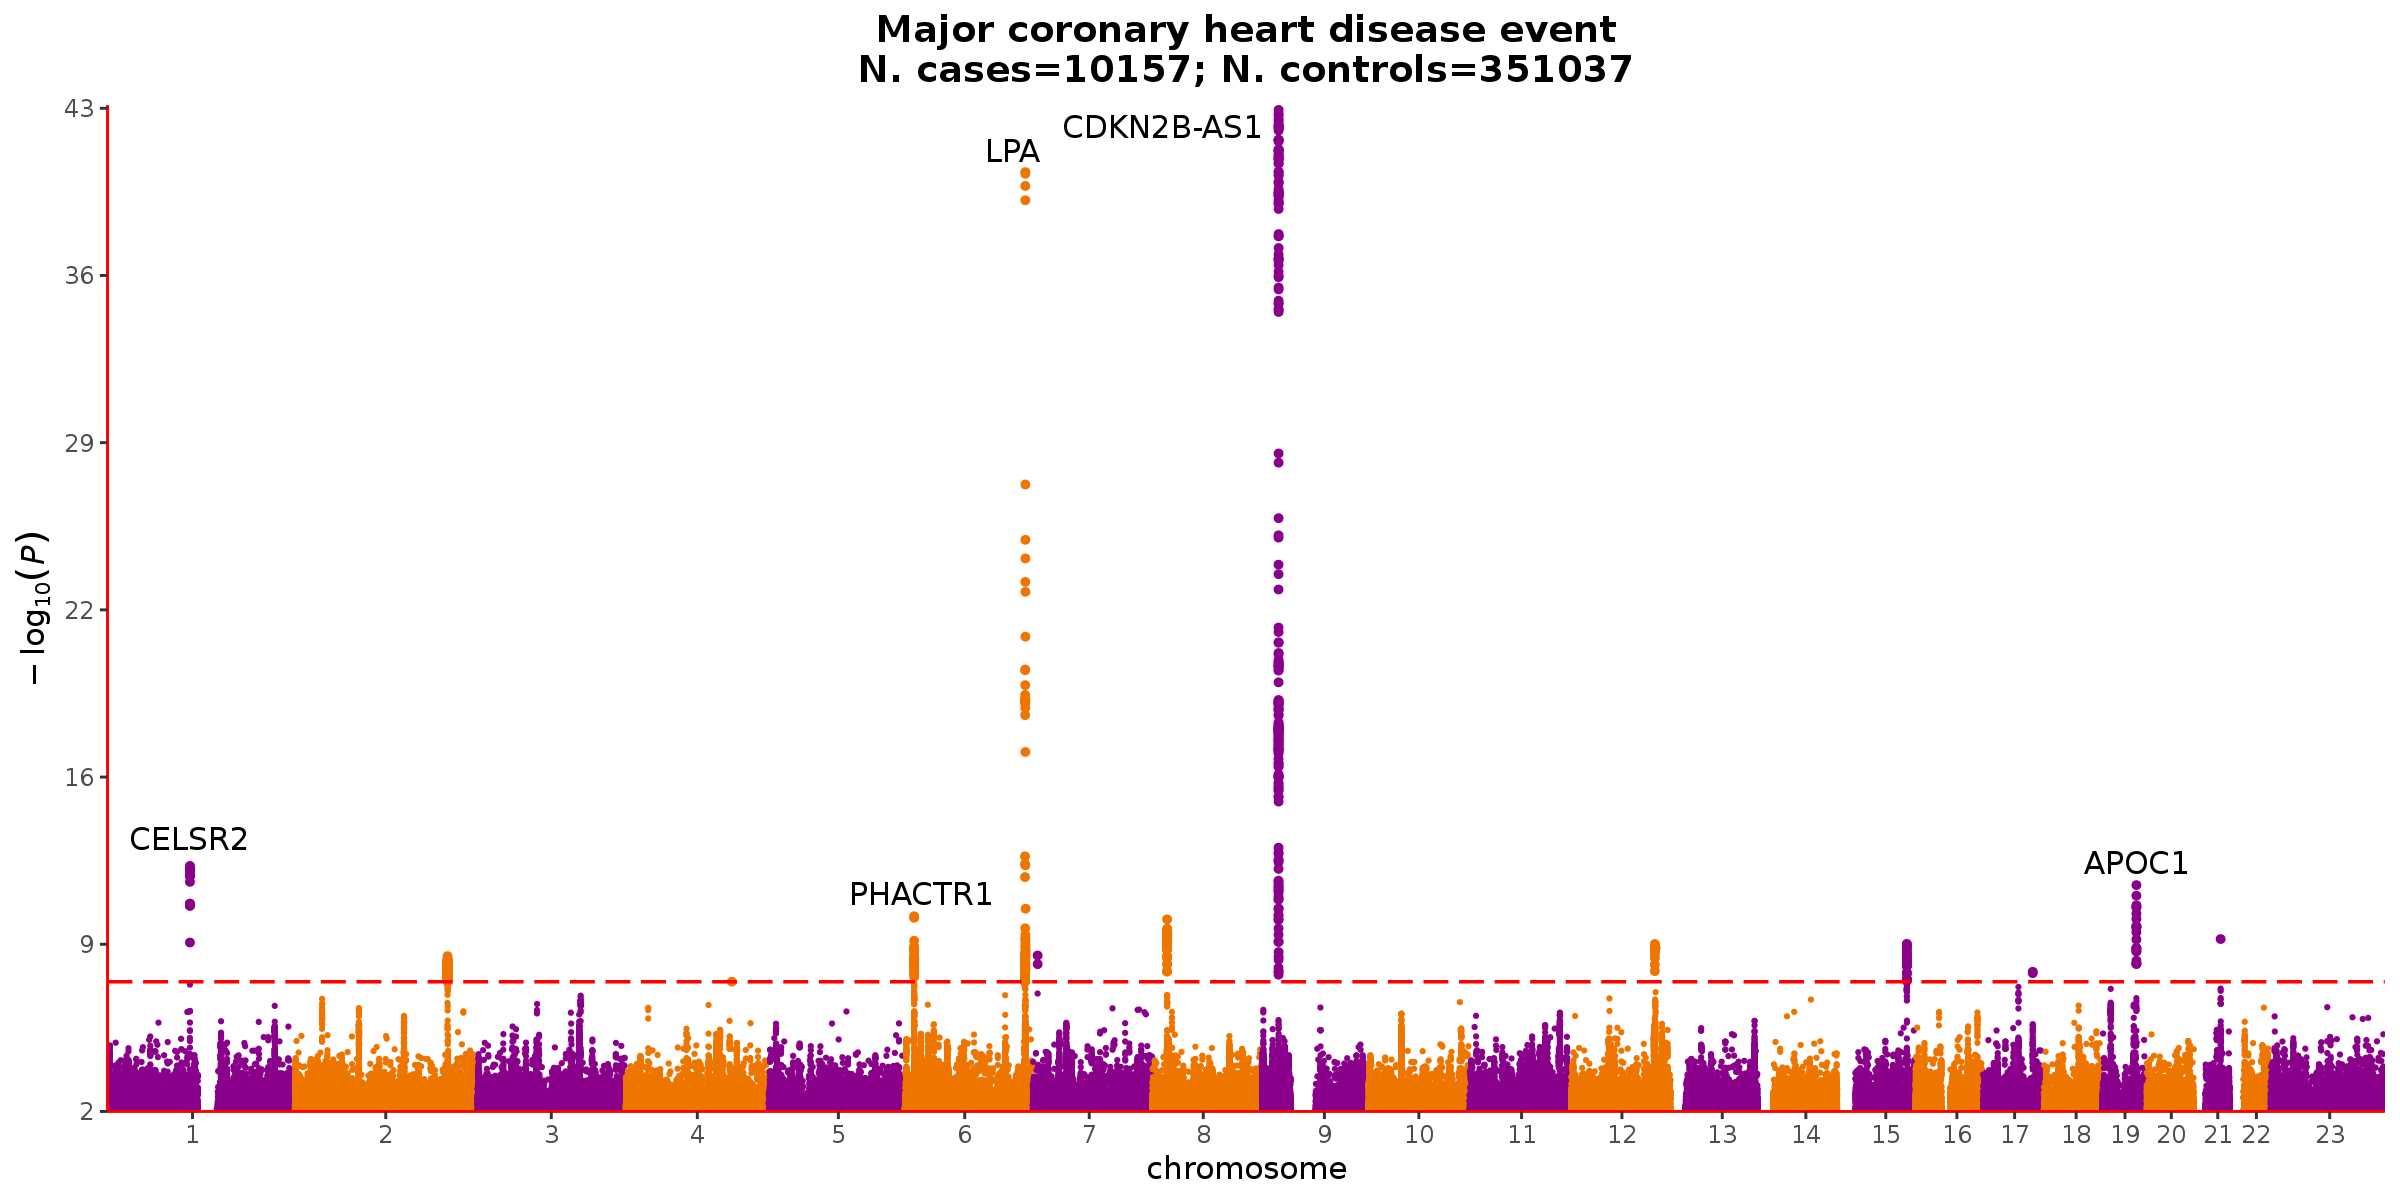 Major coronary heart disease event
N. cases=10157; N. controls=351037
43
CDKN2B-AS1
LPA
36
29
−log₁₀(P)
22
16
CELSR2
APOC1
PHACTR1
9
2
1 2 3 4 5 6 7 8 9 10 11 12 13 14 15 16 17 18 19 20 21 22 23
chromosome